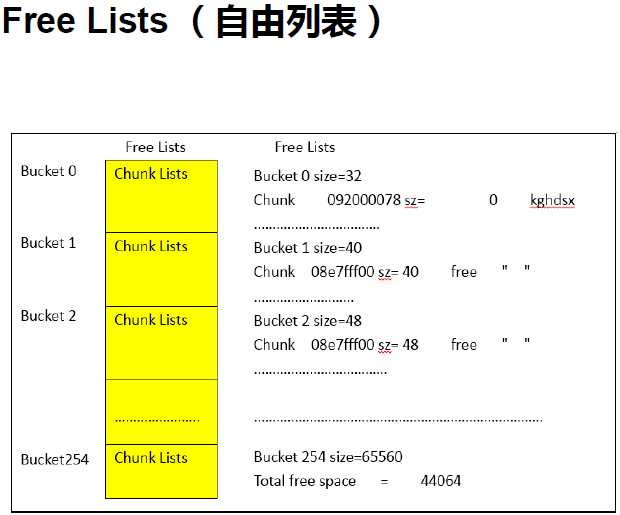 Free Lists （自由列表）
Free Lists Free Lists
Bucket 0 Chunk Lists Bucket 0 size=32
Chunk 092000078 sz= 0 kghdsx
.................................
Bucket 1 Chunk Lists Bucket 1 size=40
Chunk 08e7fff00 sz= 40 free " "
..........................
Bucket 2 Chunk Lists Bucket 2 size=48
Chunk 08e7fff00 sz= 48 free " "
...................................
...................... ............................................................................
Bucket254 Chunk Lists Bucket 254 size=65560
Total free space = 44064